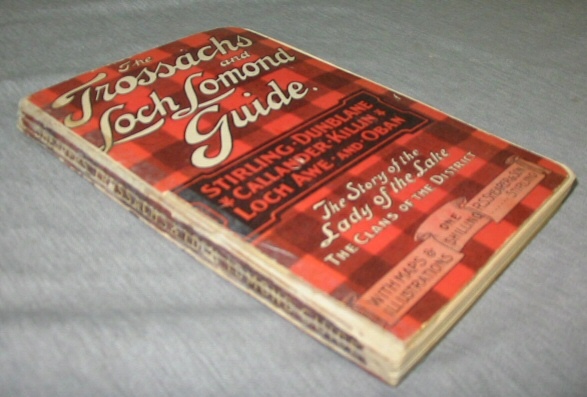 The
Trossachs
and
Loch Lomond
Guide.
STIRLING · DUNBLANE
CALLANDER · KILLIN &
LOCH AWE · AND · OBAN
The Story of the
Lady of the Lake
THE CLANS OF THE DISTRICT
WITH MAPS &
ILLUSTRATIONS
ONE
SHILLING
STIRLING